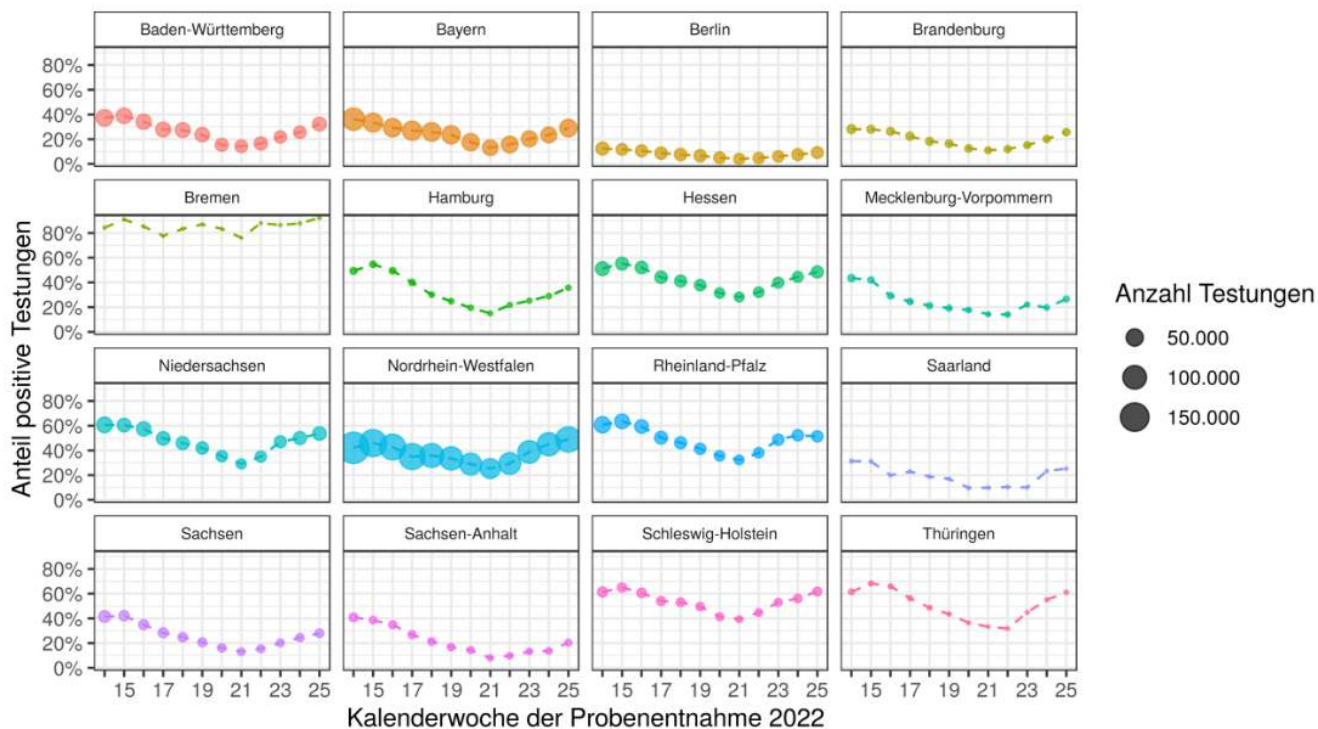 Baden-Württemberg
Bayern
Berlin
Brandenburg
80%
60%
40%
20%
0%
Bremen
Hamburg
Hessen
Mecklenburg-Vorpommern
80%
60%
40%
20%
0%
Niedersachsen
Nordrhein-Westfalen
Rheinland-Pfalz
Saarland
80%
60%
40%
20%
0%
Sachsen
Sachsen-Anhalt
Schleswig-Holstein
Thüringen
80%
60%
40%
20%
0%
15 17 19 21 23 25
15 17 19 21 23 25
15 17 19 21 23 25
15 17 19 21 23 25
Kalenderwoche der Probenentnahme 2022
Anteil positive Testungen
Anzahl Testungen
50.000
100.000
150.000